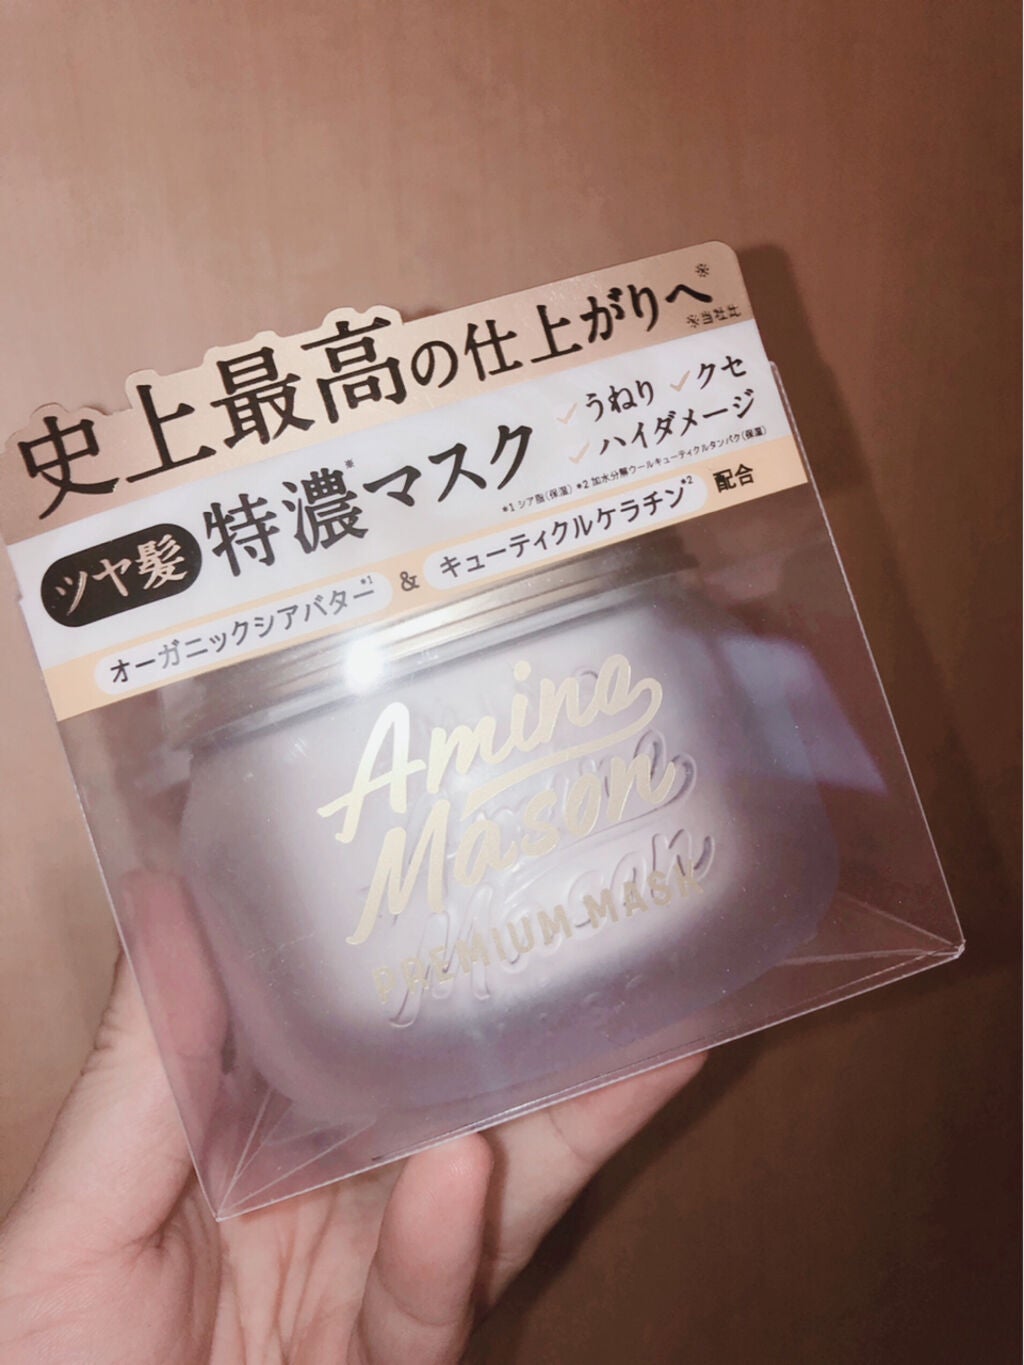 史上最高の仕上がりへ※
※当社比
ツヤ髪 特濃※マスク
✓うねり ✓クセ
✓ハイダメージ
*1 シア脂(保湿) *2 加水分解ウールキューティクルタンパク(保湿)
オーガニックシアバター*1 & キューティクルケラチン*2 配合
Amino
Mason
PREMIUM MASK